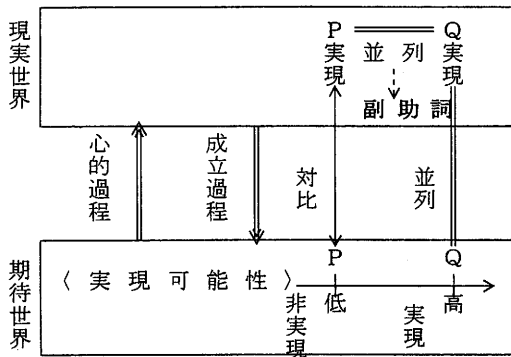 現実世界
P Q
実現 並列 実現
副助詞
心的過程
成立過程
対比
並列
期待世界
P Q
〈実現可能性〉
低 高
非実現
実現